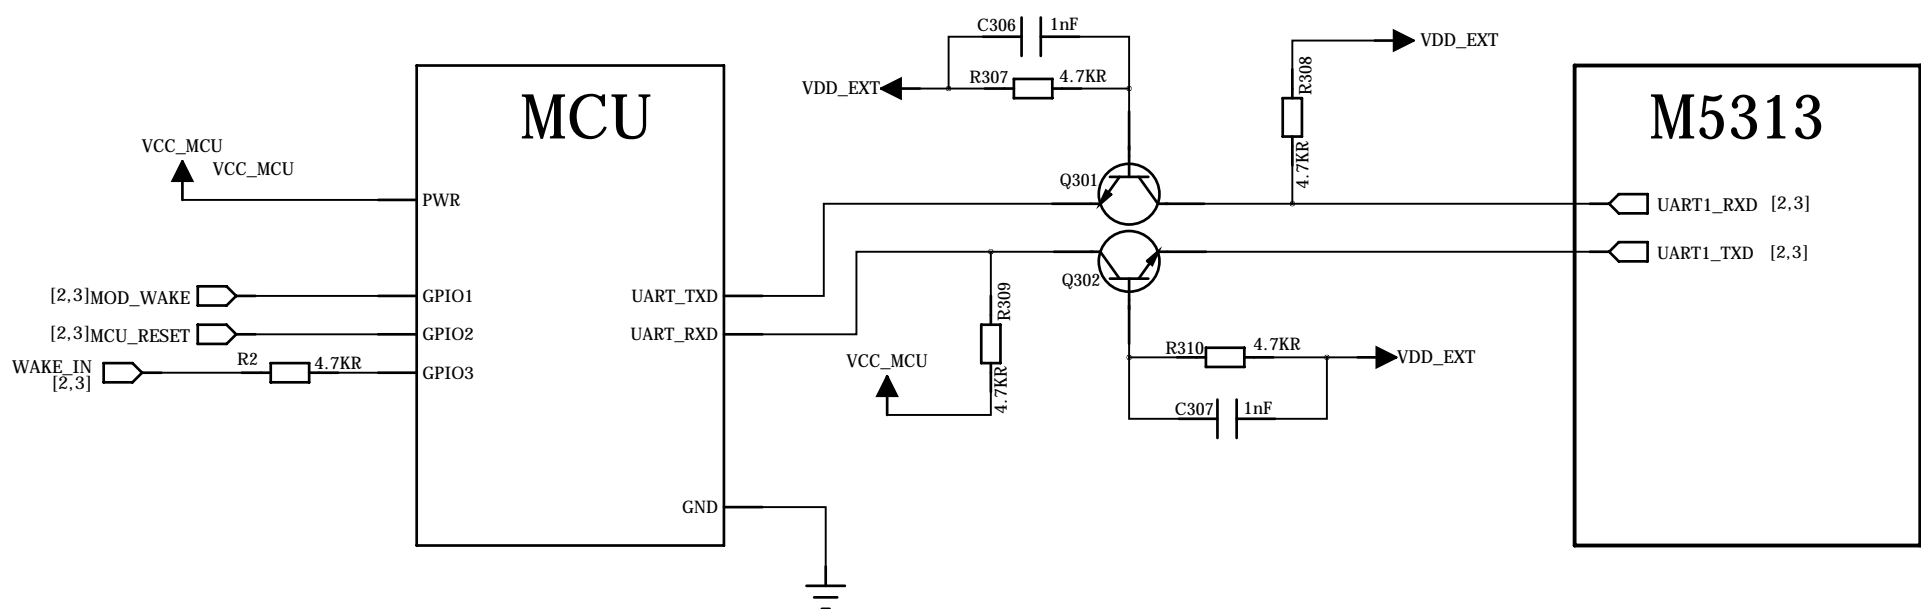 C306 1nF
VDD_EXT
R307 4.7KR
VDD_EXT
R308
4.7KR
MCU
M5313
VCC_MCU
VCC_MCU
PWR
Q301
UART1_RXD [2,3]
UART1_TXD [2,3]
Q302
[2,3]MOD_WAKE
GPIO1
UART_TXD
[2,3]MCU_RESET
GPIO2
UART_RXD
R309
4.7KR
WAKE_IN
[2,3]
R2 4.7KR
GPIO3
VCC_MCU
R310 4.7KR
VDD_EXT
C307 1nF
GND